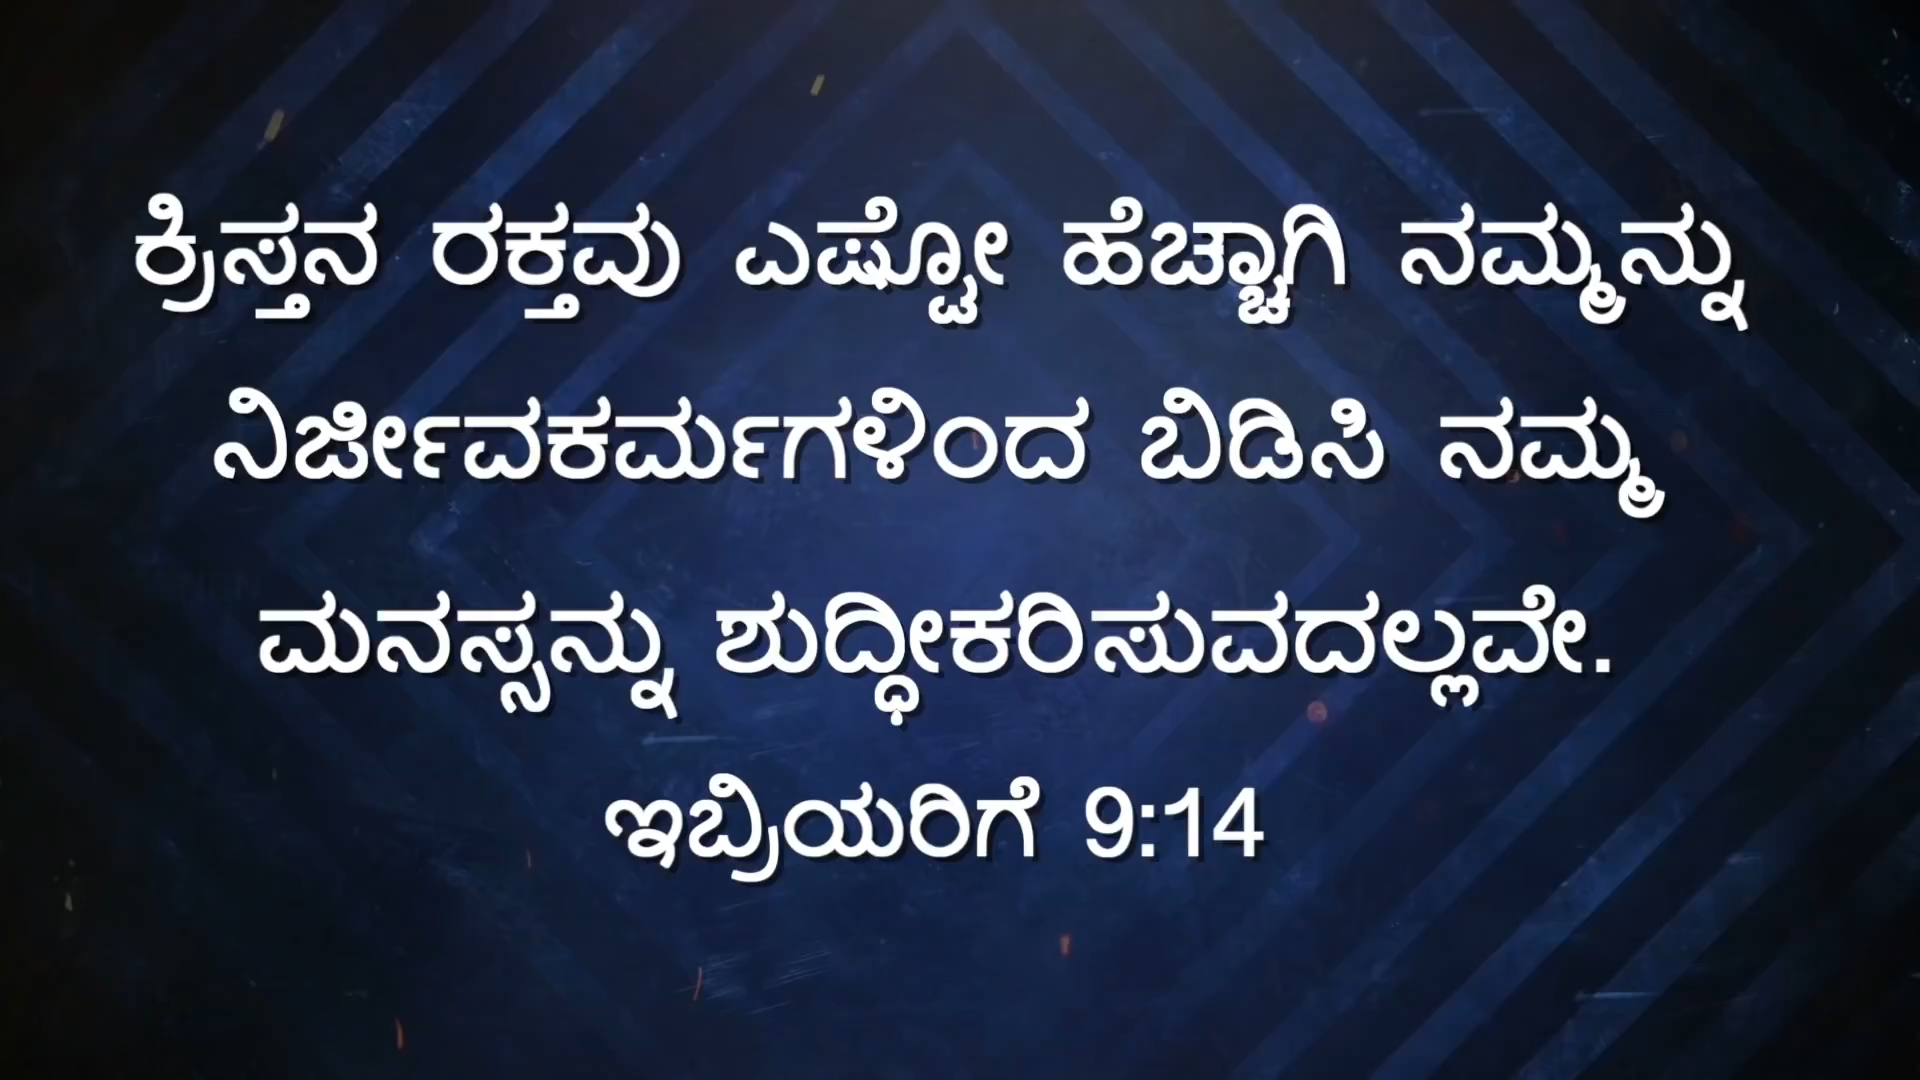 ಕ್ರಿಸ್ತನ ರಕ್ತವು ಎಷ್ಟೋ ಹೆಚ್ಚಾಗಿ ನಮ್ಮನ್ನು
ನಿರ್ಜೀವಕರ್ಮಗಳಿಂದ ಬಿಡಿಸಿ ನಮ್ಮ
ಮನಸ್ಸನ್ನು ಶುದ್ಧೀಕರಿಸುವದಲ್ಲವೇ.
ಇಬ್ರಿಯರಿಗೆ 9:14